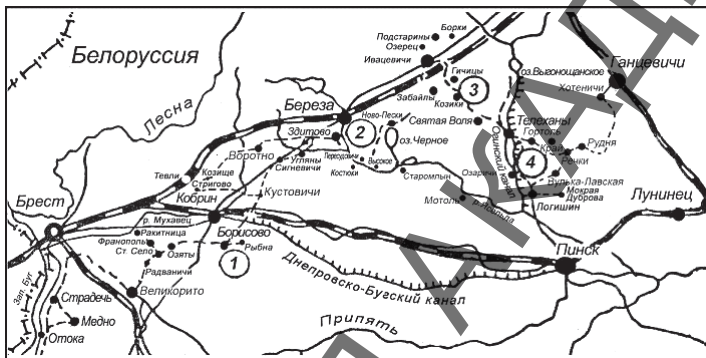 Белоруссия
Борки
Подстарины
Озерец
Ивацевичи
Гичицы
3
Забайлы
Козики
оз.Выгонощанское
Ганцевичи
Хотеничи
Лесна
Береза
Ново-Пески
Святая Воля
Телеханы
Гортоль
Рудня
Здитово
2
оз.Черное
Огинский канал
Краи
Речки
Воротно
Угляны
Сигневичи
Переходовичи
Костюки
Высокое
4
Озаричи
Вулька-Лавская
Тевли
Козище
Стригово
Кустовичи
Старомлын
Мокрая
Дуброва
Брест
Кобрин
Мотоль
р. Ясельда
Логишин
Лунинец
р. Мухавец
Ракитница
Борисово
Франополь
Ст. Село
Озяты
Рыбна
1
Пинск
Радваничи
Днепровско-Бугский канал
Зап. Буг
Великорито
Страдечь
Медно
Отока
Припять